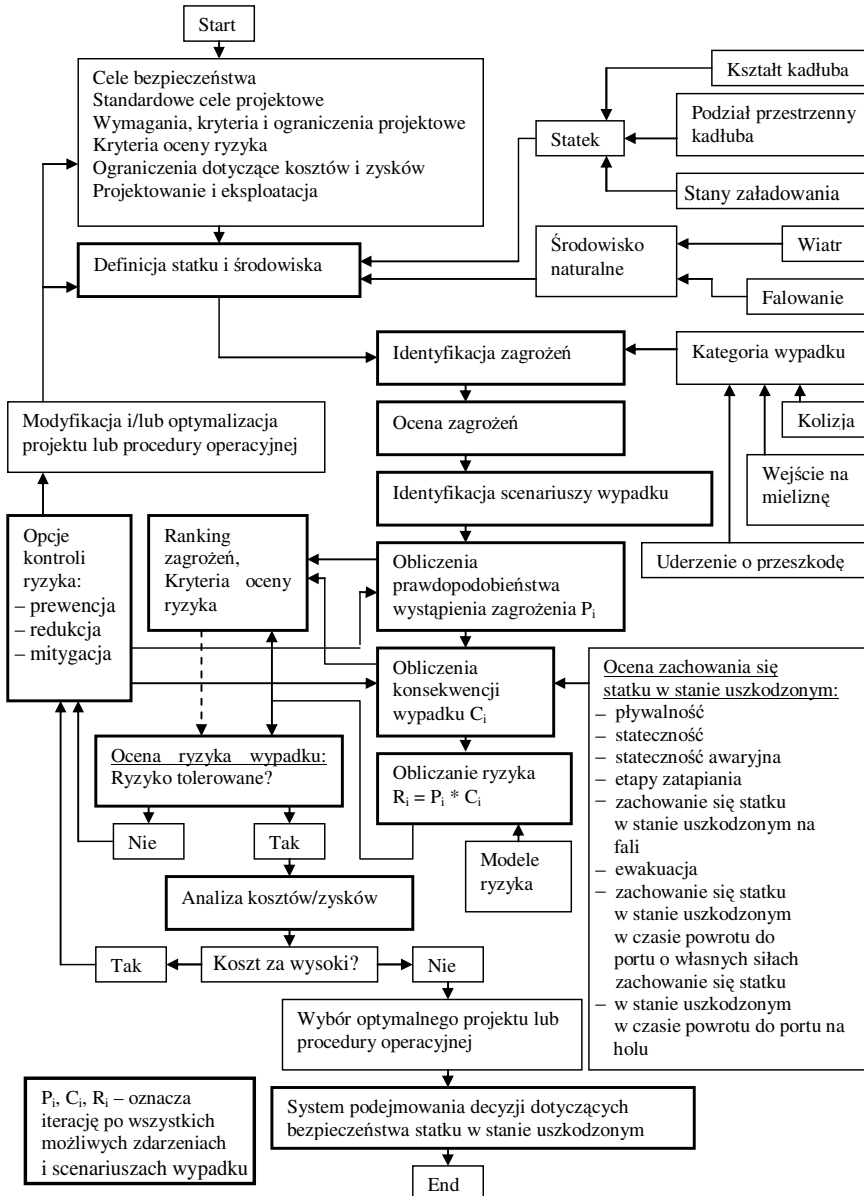 Start
Cele bezpieczeństwa
Standardowe cele projektowe
Wymagania, kryteria i ograniczenia projektowe
Kryteria oceny ryzyka
Ograniczenia dotyczące kosztów i zysków
Projektowanie i eksploatacja
Kształt kadłuba
Podział przestrzenny
kadłuba
Statek
Stany załadowania
Definicja statku i środowiska
Środowisko
naturalne
Wiatr
Falowanie
Identyfikacja zagrożeń
Kategoria wypadku
Modyfikacja i/lub optymalizacja
projektu lub procedury operacyjnej
Ocena zagrożeń
Kolizja
Identyfikacja scenariuszy wypadku
Wejście na
mieliznę
Uderzenie o przeszkodę
Opcje
kontroli
ryzyka:
– prewencja
– redukcja
– mitygacja
Ranking
zagrożeń,
Kryteria oceny
ryzyka
Obliczenia
prawdopodobieństwa
wystąpienia zagrożenia Pi
Obliczenia
konsekwencji
wypadku Ci
Ocena zachowania się
statku w stanie uszkodzonym:
– pływalność
– stateczność
– stateczność awaryjna
– etapy zatapiania
– zachowanie się statku
w stanie uszkodzonym na
fali
– ewakuacja
– zachowanie się statku
w stanie uszkodzonym
w czasie powrotu do
portu o własnych siłach
zachowanie się statku
– w stanie uszkodzonym
w czasie powrotu do portu na
holu
Ocena ryzyka wypadku:
Ryzyko tolerowane?
Obliczanie ryzyka
Ri = Pi * Ci
Nie
Tak
Modele
ryzyka
Analiza kosztów/zysków
Tak
Koszt za wysoki?
Nie
Wybór optymalnego projektu lub
procedury operacyjnej
Pi, Ci, Ri – oznacza
iterację po wszystkich
możliwych zdarzeniach
i scenariuszach wypadku
System podejmowania decyzji dotyczących
bezpieczeństwa statku w stanie uszkodzonym
End